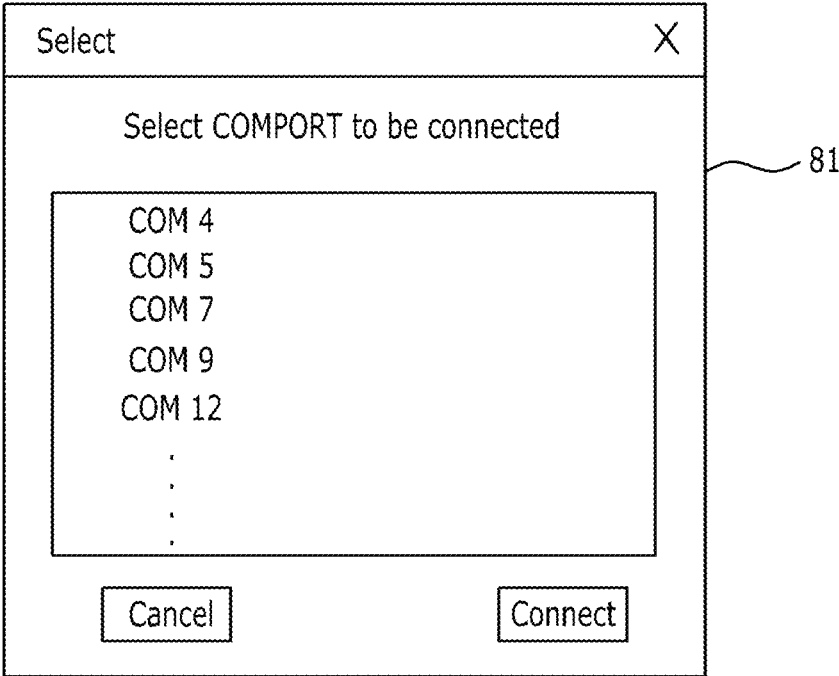 Select X
Select COMPORT to be connected
81
COM 4
COM 5
COM 7
COM 9
COM 12
.
.
.
.
Cancel Connect